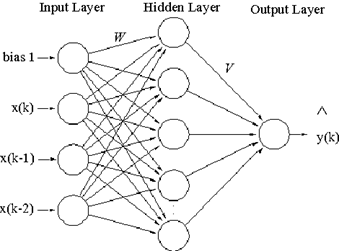 Input Layer Hidden Layer Output Layer
W
V
bias 1
x(k)
x(k-1)
x(k-2)
^
y(k)